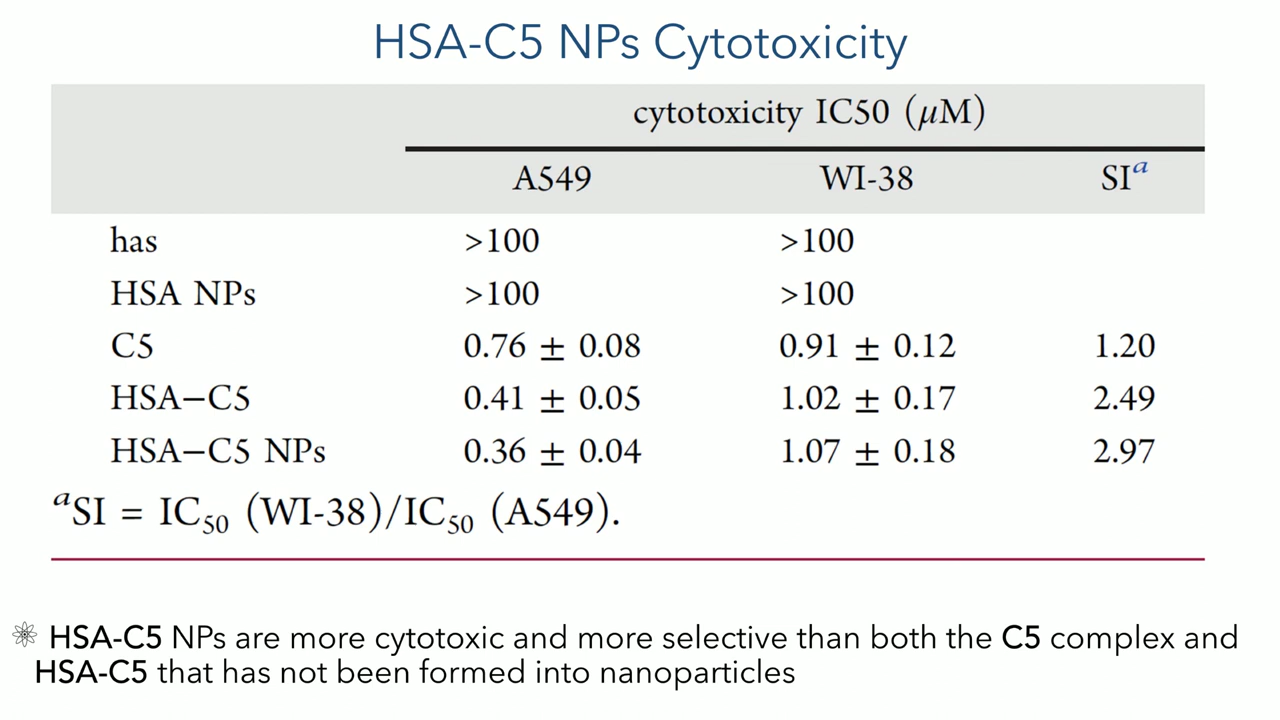 HSA-C5 NPs Cytotoxicity
cytotoxicity IC50 (μM)
A549 WI-38 SIᵃ
has >100 >100
HSA NPs >100 >100
C5 0.76 ± 0.08 0.91 ± 0.12 1.20
HSA−C5 0.41 ± 0.05 1.02 ± 0.17 2.49
HSA−C5 NPs 0.36 ± 0.04 1.07 ± 0.18 2.97
ᵃSI = IC₅₀ (WI-38)/IC₅₀ (A549).
HSA-C5 NPs are more cytotoxic and more selective than both the C5 complex and
HSA-C5 that has not been formed into nanoparticles